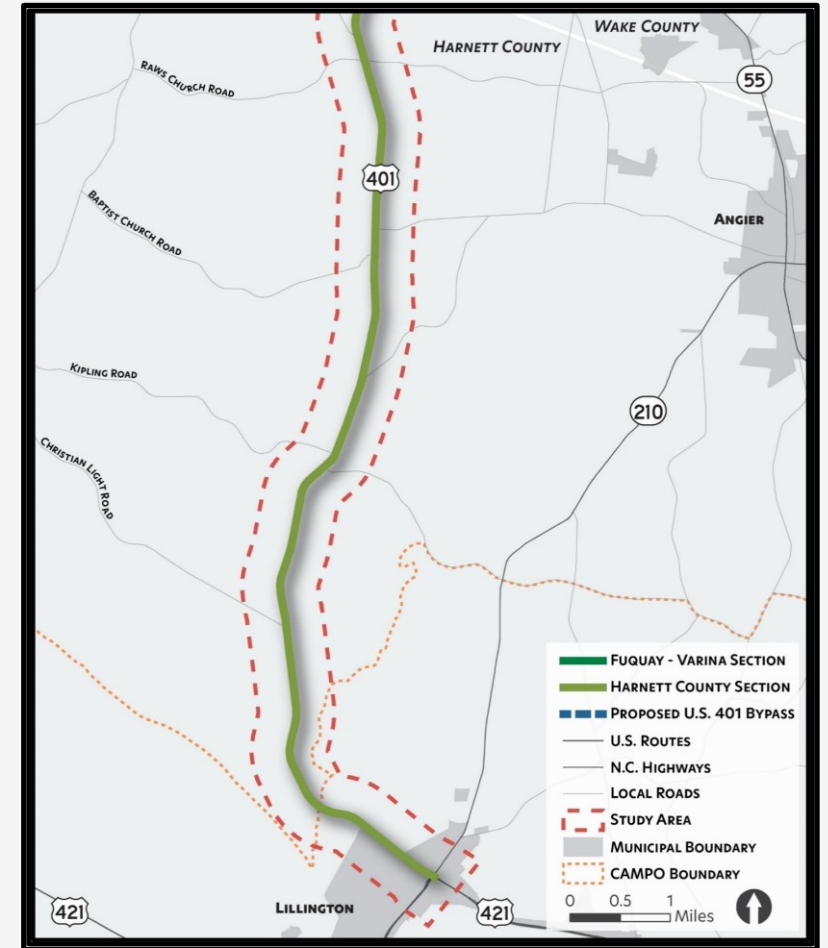 WAKE COUNTY
HARNETT COUNTY
55
RAWS CHURCH ROAD
401
BAPTIST CHURCH ROAD
ANGIER
KIPLING ROAD
210
CHRISTIAN LIGHT ROAD
FUQUAY - VARINA SECTION
HARNETT COUNTY SECTION
PROPOSED U.S. 401 BYPASS
U.S. ROUTES
N.C. HIGHWAYS
LOCAL ROADS
STUDY AREA
MUNICIPAL BOUNDARY
CAMPO BOUNDARY
0 0.5 1
Miles
LILLINGTON
421
421